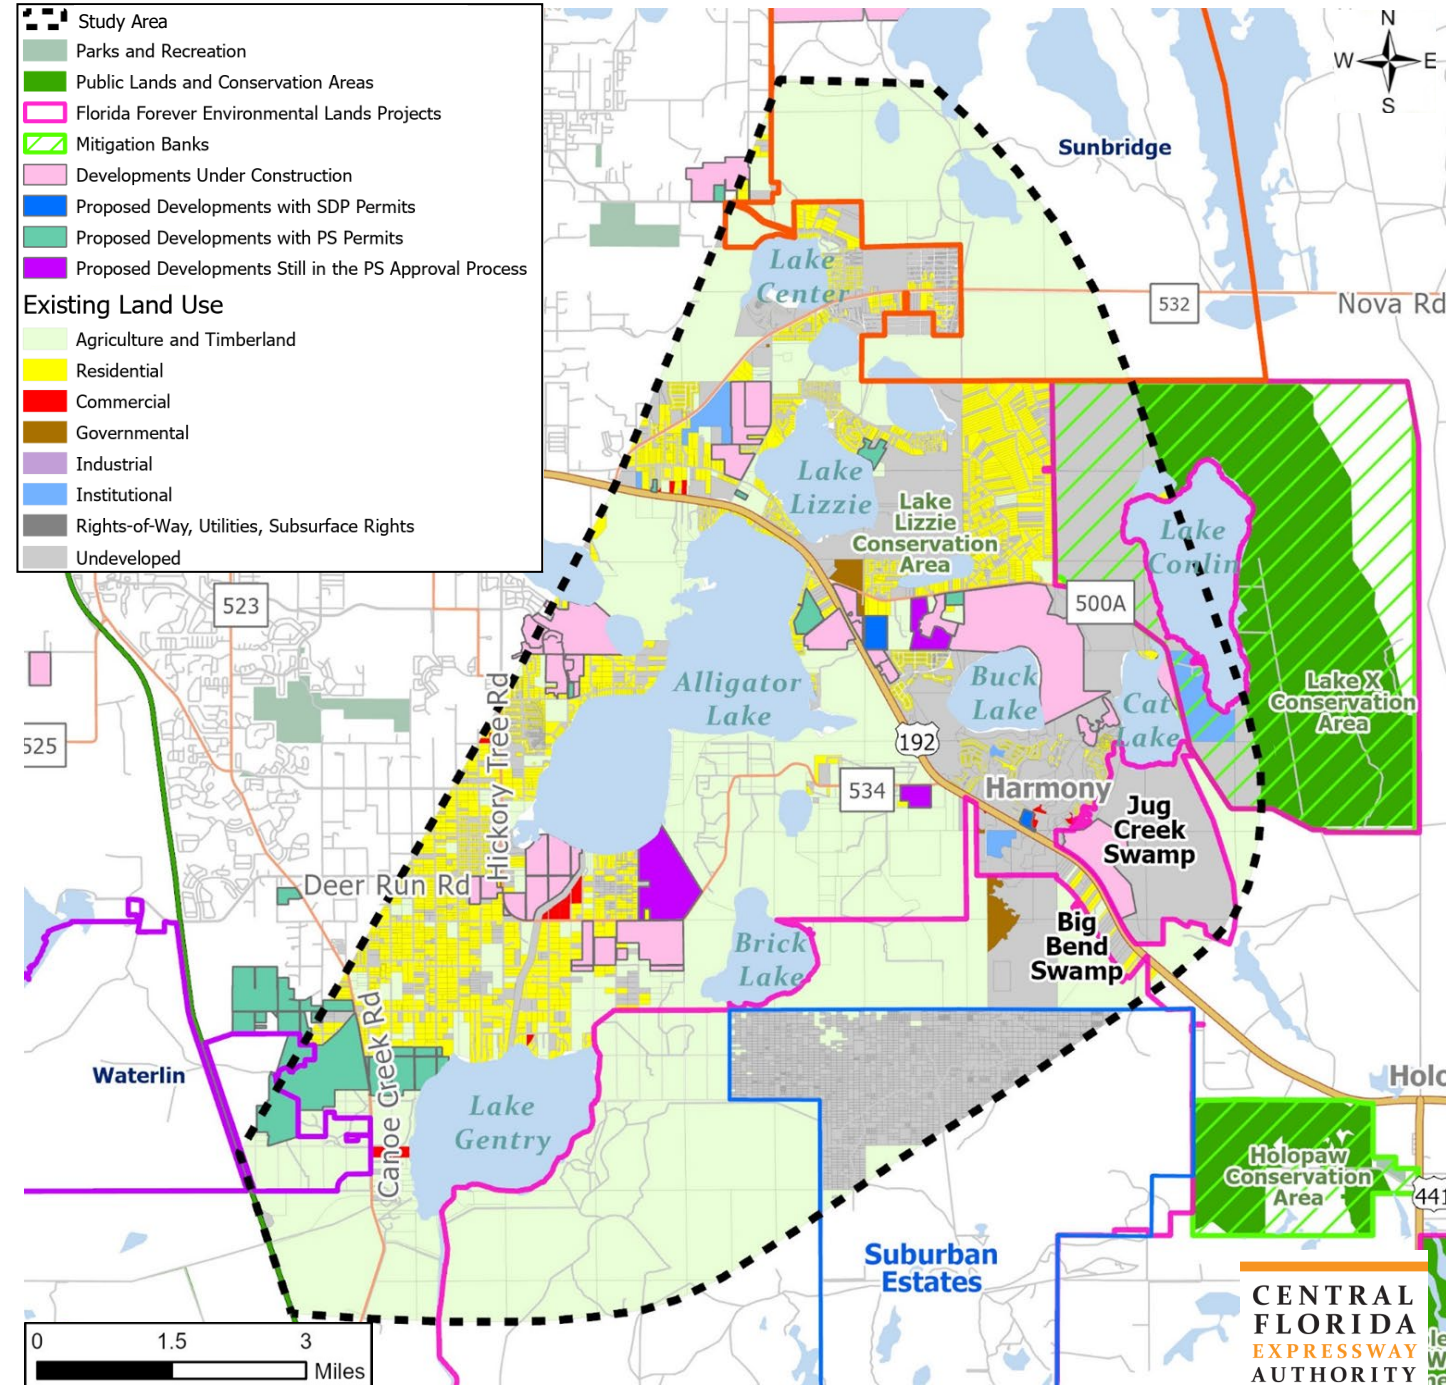 Study Area
Parks and Recreation
Public Lands and Conservation Areas
Florida Forever Environmental Lands Projects
Mitigation Banks
Developments Under Construction
Proposed Developments with SDP Permits
Proposed Developments with PS Permits
Proposed Developments Still in the PS Approval Process
Existing Land Use
Agriculture and Timberland
Residential
Commercial
Governmental
Industrial
Institutional
Rights-of-Way, Utilities, Subsurface Rights
Undeveloped
N
W
E
S
Sunbridge
Lake
Center
532
Nova Rd
Lake
Lizzie
Lake
Lizzie
Conservation
Area
Lake
Conlin
523
500A
525
Hickory Tree Rd
Alligator
Lake
Buck
Lake
Cat
Lake
Lake X
Conservation
Area
192
534
Harmony
Jug
Creek
Swamp
Deer Run Rd
Big
Bend
Swamp
Brick
Lake
Canoe Creek Rd
Waterlin
Lake
Gentry
Holo
Holopaw
Conservation
Area
441
Suburban
Estates
0
1.5
3
Miles
CENTRAL
FLORIDA
EXPRESSWAY
AUTHORITY